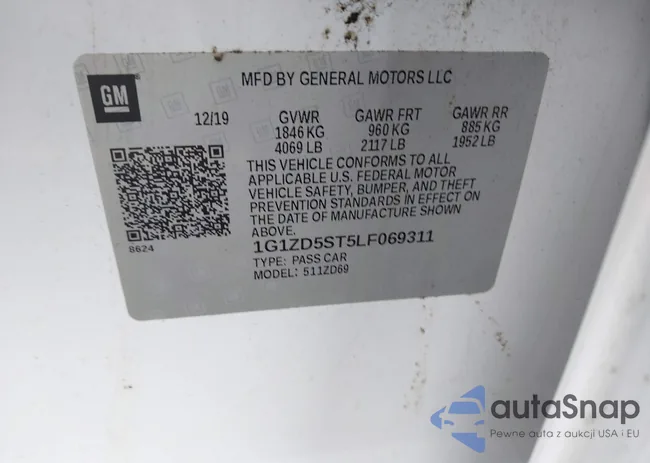 GM
MFD BY GENERAL MOTORS LLC
12/19 GVWR GAWR FRT GAWR RR
1846 KG 960 KG 885 KG
4069 LB 2117 LB 1952 LB
THIS VEHICLE CONFORMS TO ALL
APPLICABLE U.S. FEDERAL MOTOR
VEHICLE SAFETY, BUMPER, AND THEFT
PREVENTION STANDARDS IN EFFECT ON
THE DATE OF MANUFACTURE SHOWN
ABOVE.
8624
1G1ZD5ST5LF069311
TYPE: PASS CAR
MODEL: 511ZD69
autaSnap
Pewne auta z aukcji USA i EU